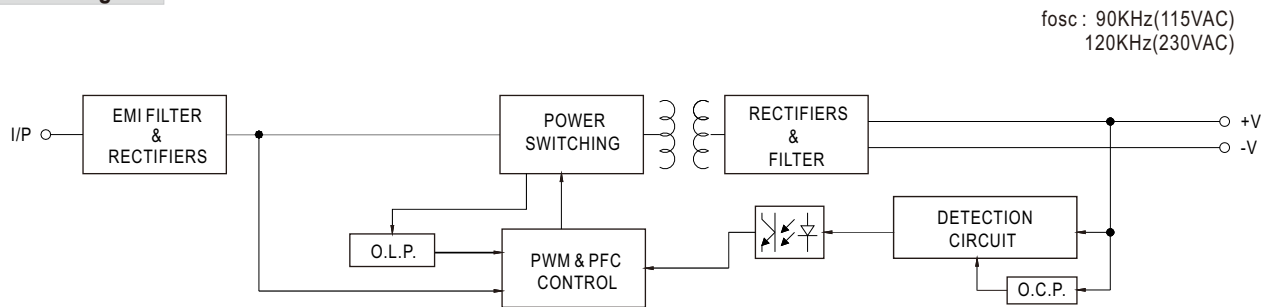 fosc : 90KHz(115VAC)
120KHz(230VAC)
I/P
EMI FILTER
&
RECTIFIERS
POWER
SWITCHING
RECTIFIERS
&
FILTER
+V
-V
O.L.P.
PWM & PFC
CONTROL
DETECTION
CIRCUIT
O.C.P.